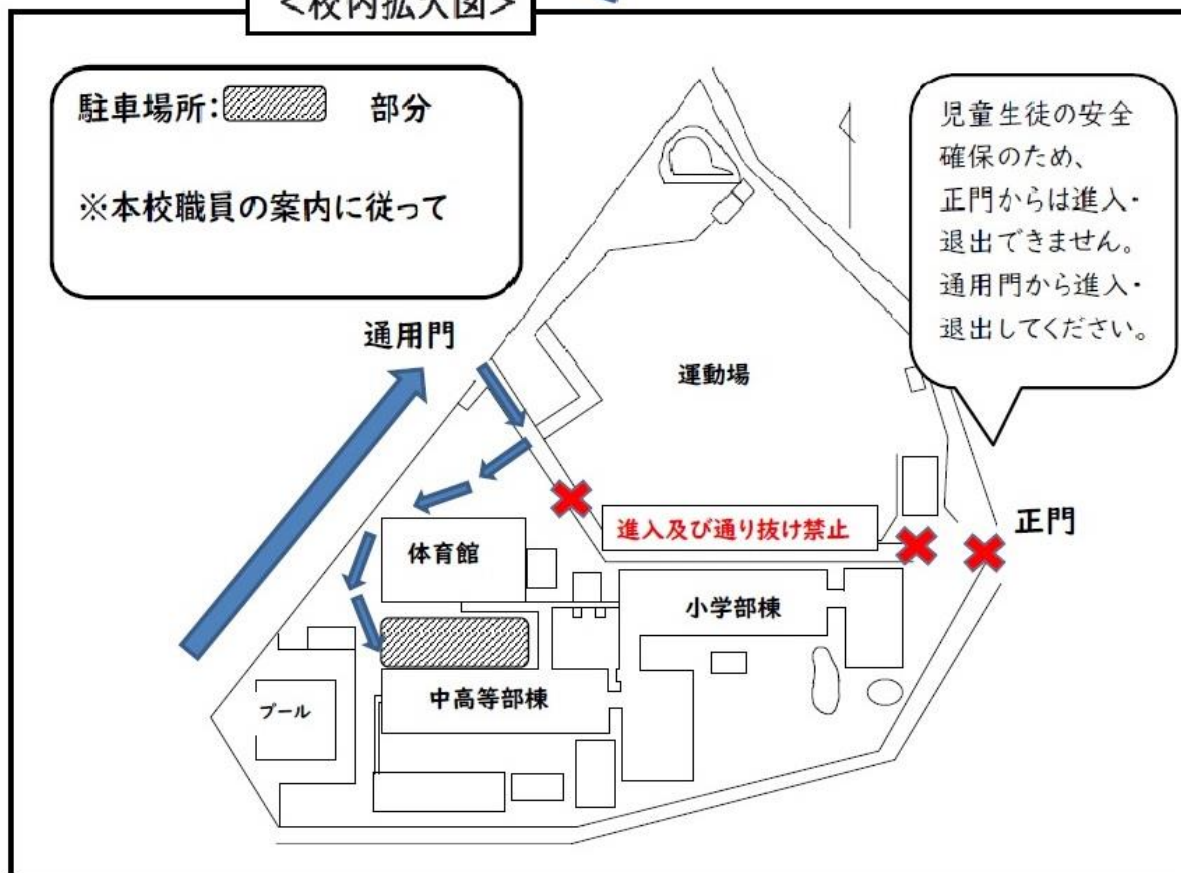 <校内拡大図>
駐車場所: 部分
※本校職員の案内に従って
児童生徒の安全
確保のため、
正門からは進入・
退出できません。
通用門から進入・
退出してください。
通用門
運動場
正門
進入及び通り抜け禁止
体育館
小学部棟
中高等部棟
プール